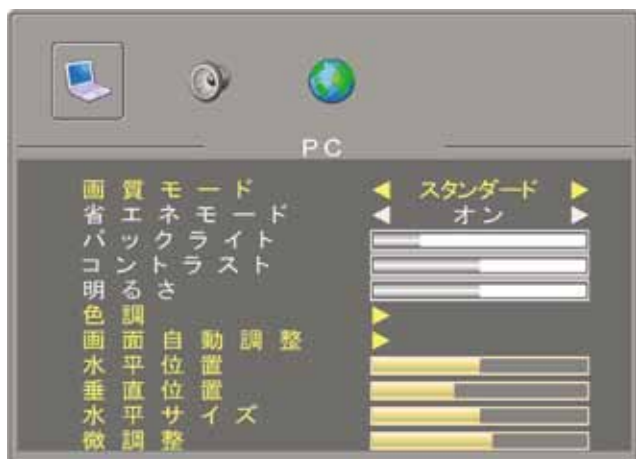 PC
画質モード ◀ スタンダード ▶
省エネモード ◀ オン ▶
バックライト
コントラスト
明るさ
色調 ▶
画面自動調整 ▶
水平位置
垂直位置
水平サイズ
微調整